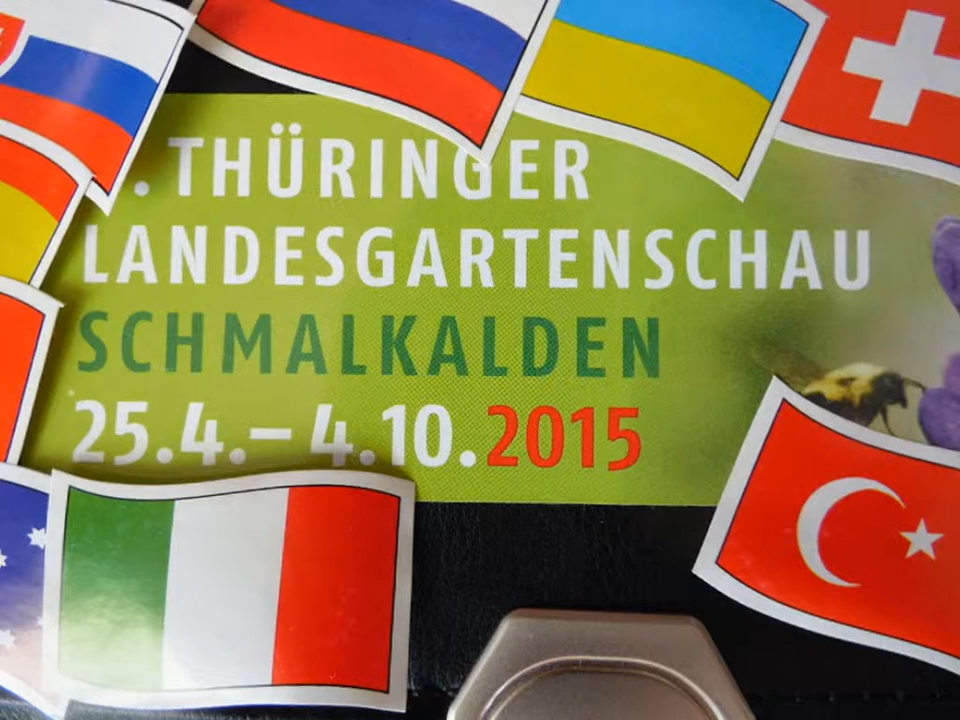 . THÜRINGER
LANDESGARTENSCHAU
SCHMALKALDEN
25.4. – 4.10.2015